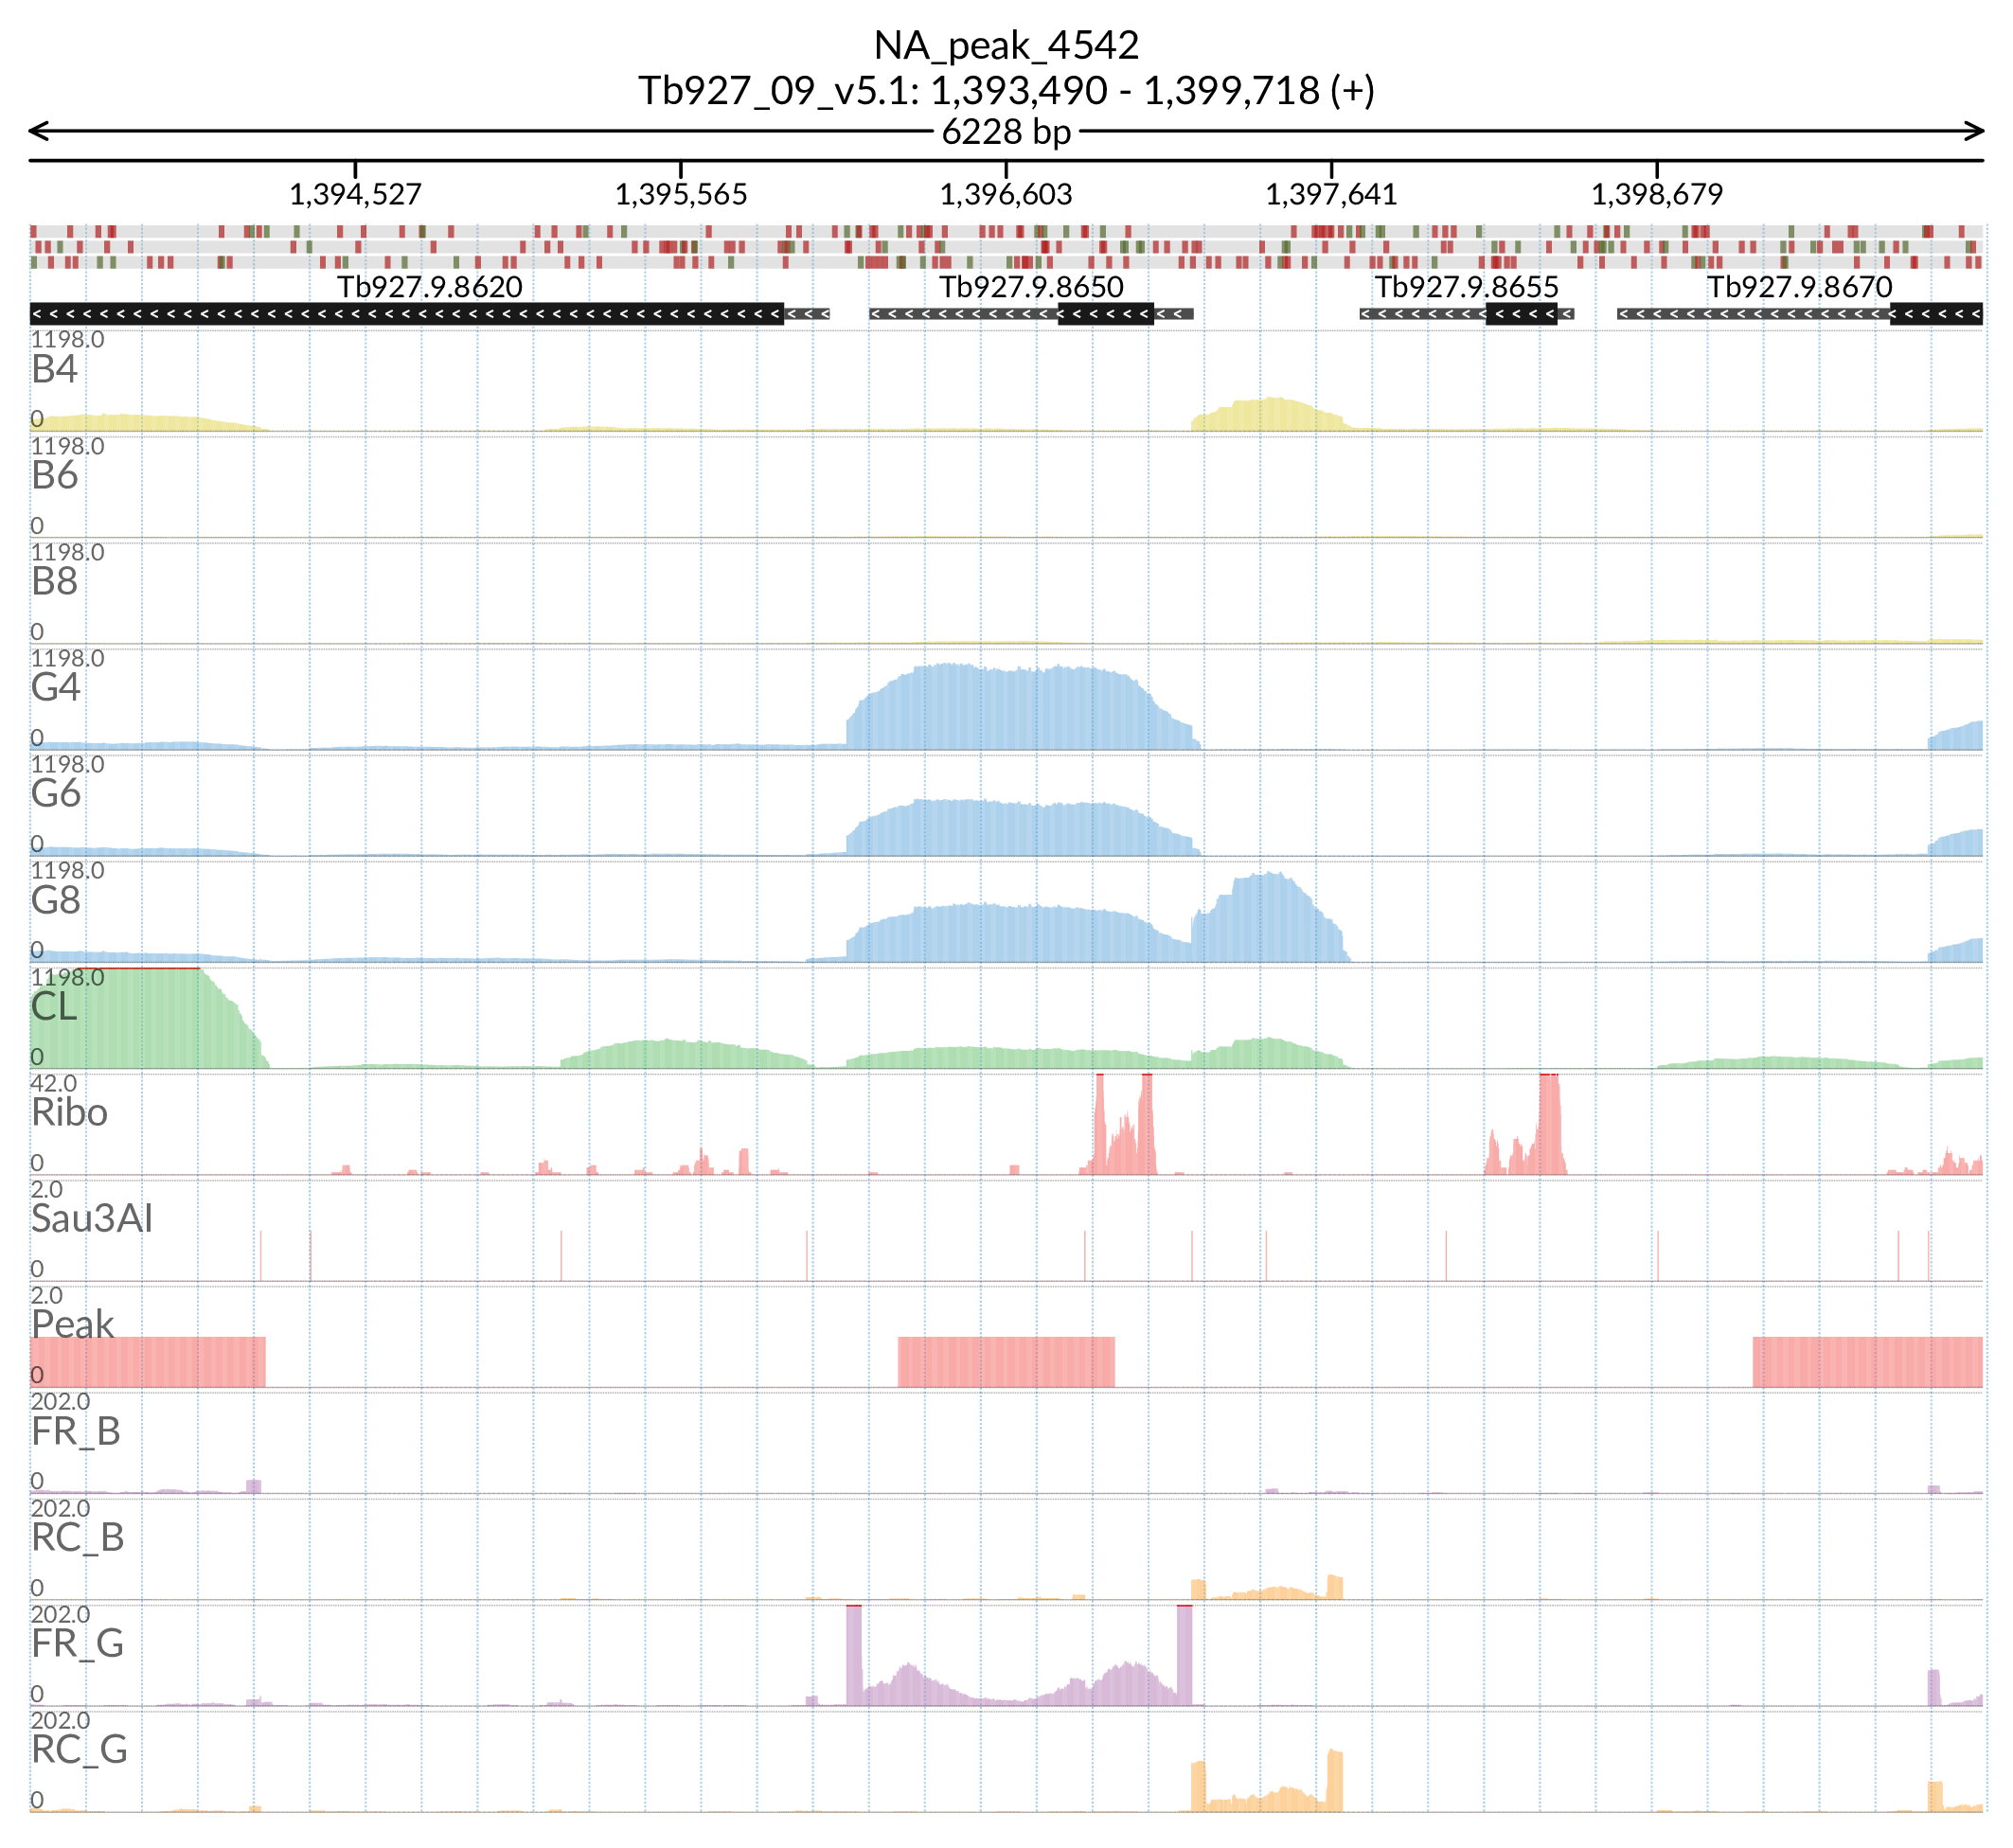 NA_peak_4542
Tb927_09_v5.1: 1,393,490 - 1,399,718 (+)
6228 bp
1,394,527 1,395,565 1,396,603 1,397,641 1,398,679
Tb927.9.8620 Tb927.9.8650 Tb927.9.8655 Tb927.9.8670
1198.0
B4
0
1198.0
B6
0
1198.0
B8
0
1198.0
G4
0
1198.0
G6
0
1198.0
G8
0
1198.0
CL
0
42.0
Ribo
0
2.0
Sau3AI
0
2.0
Peak
0
202.0
FR_B
0
202.0
RC_B
0
202.0
FR_G
0
202.0
RC_G
0